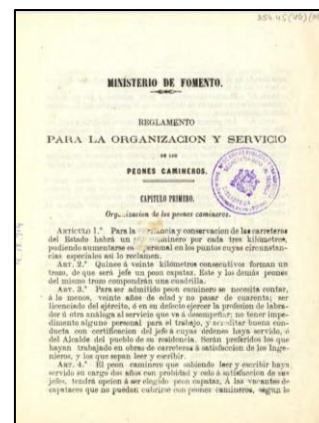 MINISTERIO DE FOMENTO.
REGLAMENTO
PARA LA ORGANIZACION Y SERVICIO
DE LOS
PEONES CAMINEROS.
CAPITULO PRIMERO.
Organizacion de los peones camineros.
ARTICULO 1.° Para la vigilancia y conservacion de las carreteras
del Estado habrá un peon caminero por cada tres kilómetros,
pudiendo aumentarse este personal en los puntos cuyas circunstan-
cias especiales así lo reclamen.
ART. 2.° Quince á veinte kilómetros consecutivos forman un
trozo, de que será jefe un peon capataz. Este y los demás peones
del mismo trozo compondrán una cuadrilla.
ART. 3.° Para ser admitido peon caminero se necesita contar,
á lo menos, veinte años de edad y no pasar de cuarenta; ser
licenciado del ejército, ó en su defecto ejercer la profesion de labra-
dor ú otra análoga al servicio que va á desempeñar; no tener impe-
dimento alguno personal para el trabajo, y acreditar buena con-
ducta con certificacion del jefe á cuyas órdenes haya servido, ó
del Alcalde del pueblo de su residencia. Serán preferidos los que
hayan trabajado en obras de carreteras á satisfaccion de los Inge-
nieros, y los que sepan leer y escribir.
ART. 4.° El peon caminero que sabiendo leer y escribir haya
servido su cargo dos años con probidad y celo á satisfaccion de sus
jefes, tendrá opcion á ser elegido peon capataz. A las vacantes de
capataces que no puedan cubrirse con peones camineros, segun lo